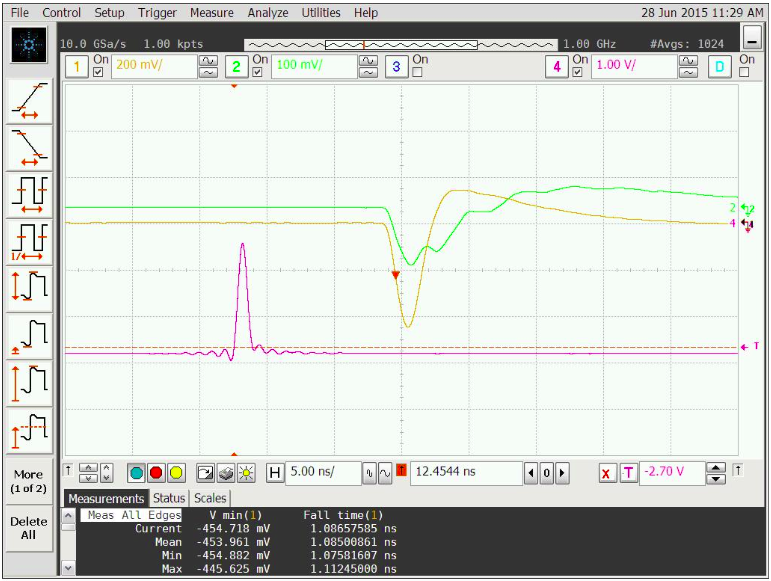 File Control Setup Trigger Measure Analyze Utilities Help 28 Jun 2015 11:29 AM
10.0 GSa/s 1.00 kpts 1.00 GHz #Avgs: 1024
1 On 200 mV/ 2 On 100 mV/ 3 On 4 On 1.00 V/ D On
2
4
T
1/
More
(1 of 2)
Delete
All
H 5.00 ns/ T 12.4544 ns 0 X T -2.70 V
Measurements Status Scales
Meas All Edges V min(1) Fall time(1)
Current -454.718 mV 1.08657585 ns
Mean -453.961 mV 1.08500861 ns
Min -454.882 mV 1.07581607 ns
Max -445.625 mV 1.11245000 ns